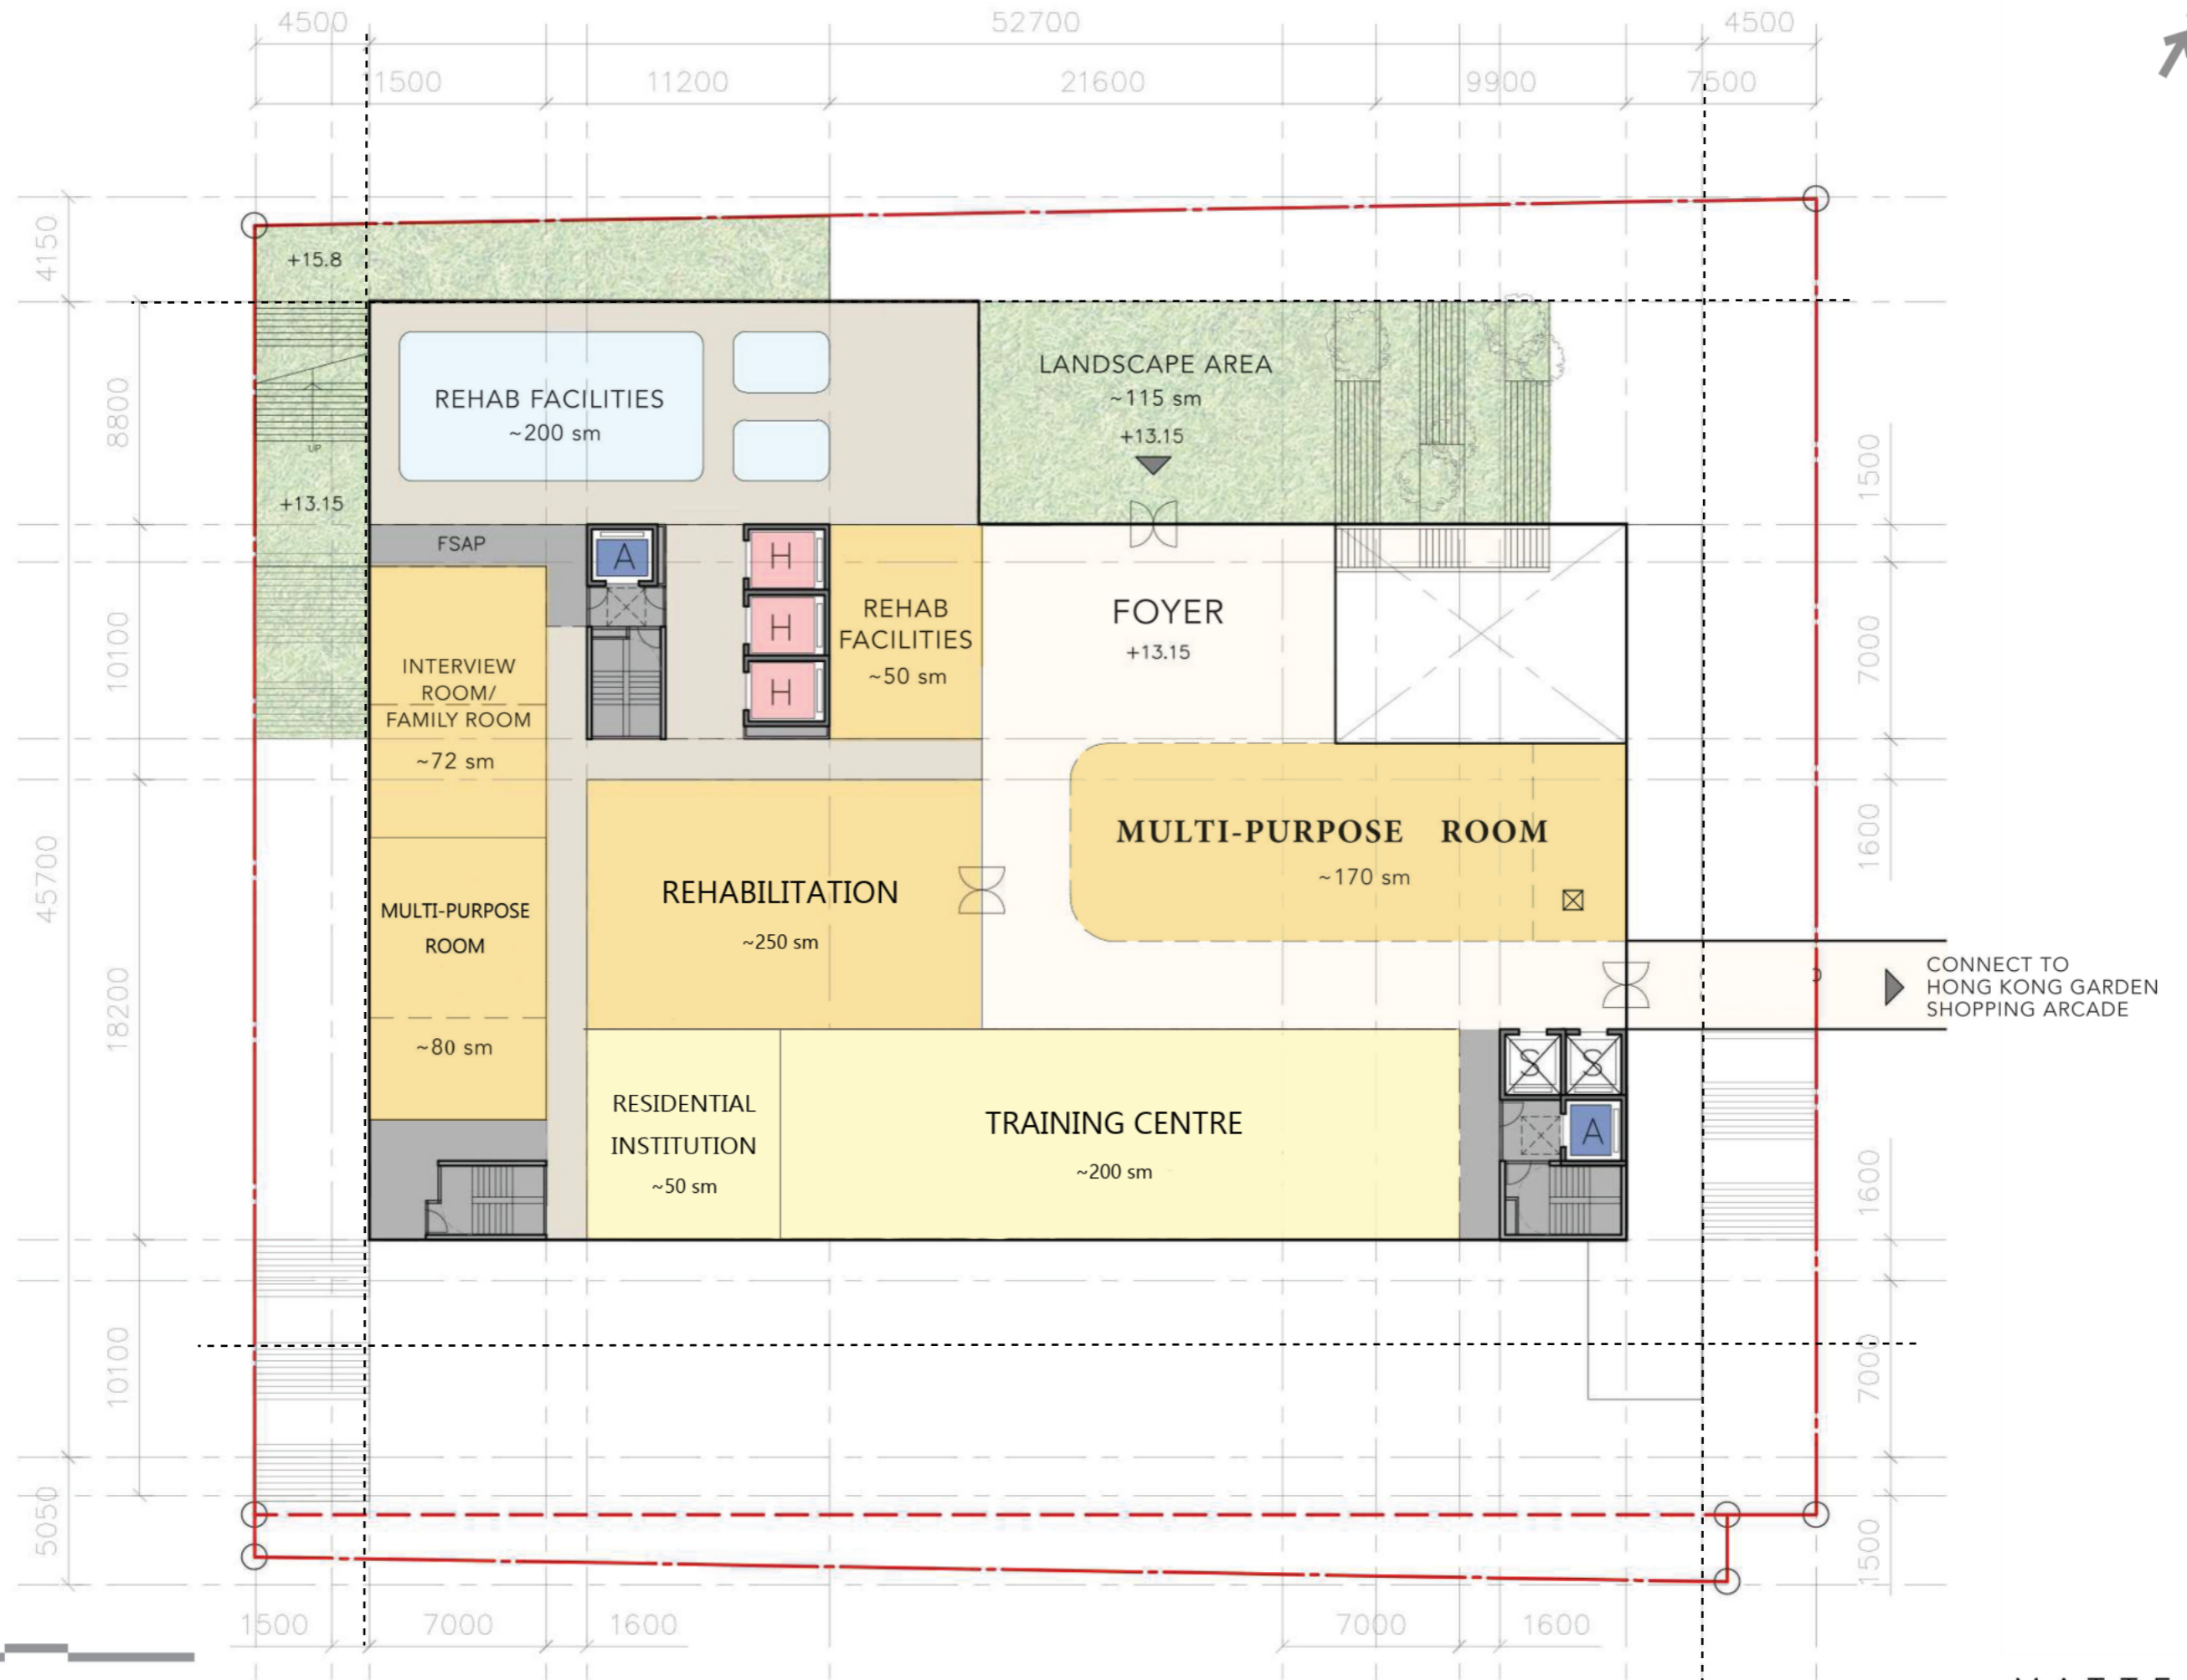 4500
52700
4500
11500
11200
21600
9900
7500
4150
8800
10100
45700
18200
10100
5050
+15.8
UP
+13.15
REHAB FACILITIES
~200 sm
LANDSCAPE AREA
~115 sm
+13.15
1500
7000
1600
1600
7000
1500
FSAP
A
H
H
H
REHAB
FACILITIES
~50 sm
FOYER
+13.15
INTERVIEW
ROOM/
FAMILY ROOM
~72 sm
MULTI-PURPOSE ROOM
~170 sm
REHABILITATION
~250 sm
MULTI-PURPOSE
ROOM
~80 sm
CONNECT TO
HONG KONG GARDEN
SHOPPING ARCADE
RESIDENTIAL
INSTITUTION
~50 sm
TRAINING CENTRE
~200 sm
S
S
A
1500
7000
1600
7000
1600